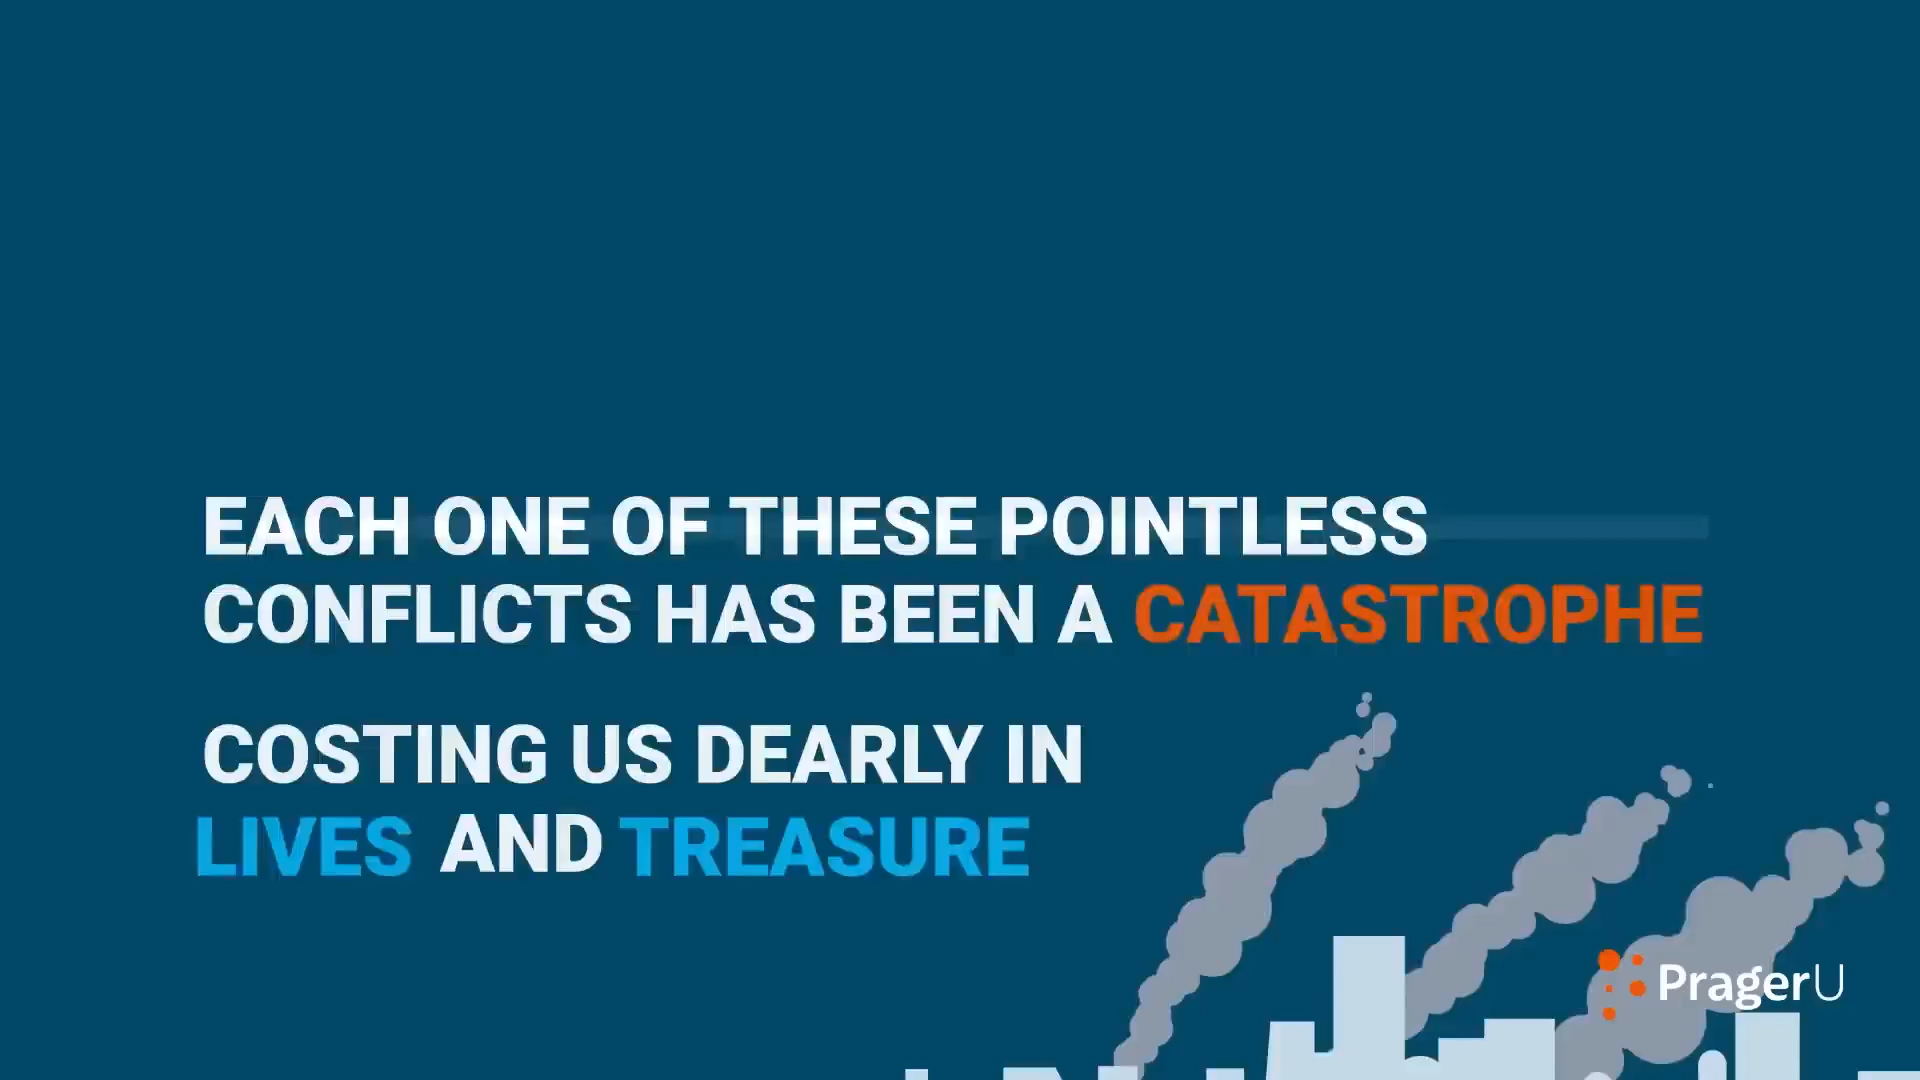 EACH ONE OF THESE POINTLESS
CONFLICTS HAS BEEN A CATASTROPHE
COSTING US DEARLY IN
LIVES AND TREASURE
PragerU